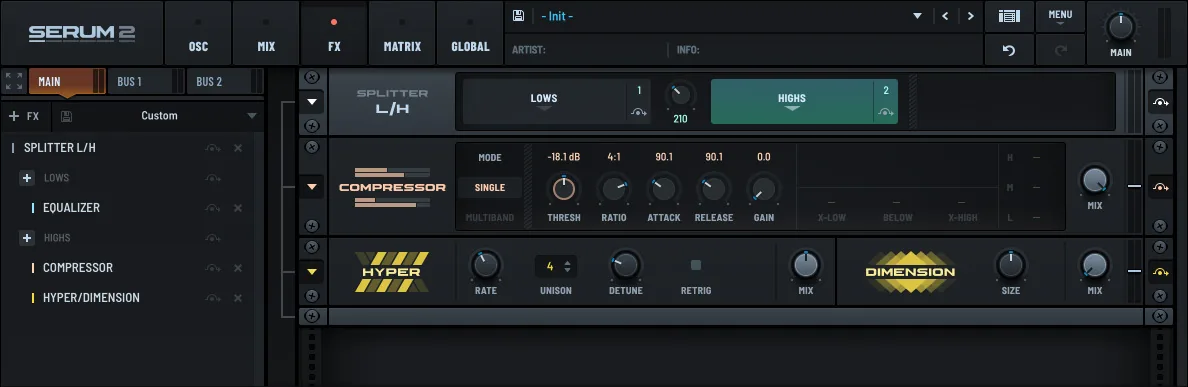 SERUM 2
OSC
MIX
FX
MATRIX
GLOBAL
- Init -
ARTIST:
INFO:
MENU
MAIN
MAIN
BUS 1
BUS 2
+ FX
Custom
SPLITTER L/H
LOWS
EQUALIZER
HIGHS
COMPRESSOR
HYPER/DIMENSION
SPLITTER
L/H
LOWS
1
210
HIGHS
2
COMPRESSOR
MODE
SINGLE
MULTIBAND
-18.1 dB
4:1
90.1
90.1
0.0
THRESH
RATIO
ATTACK
RELEASE
GAIN
X-LOW
BELOW
X-HIGH
H
M
L
MIX
HYPER
RATE
4
UNISON
DETUNE
RETRIG
MIX
DIMENSION
SIZE
MIX